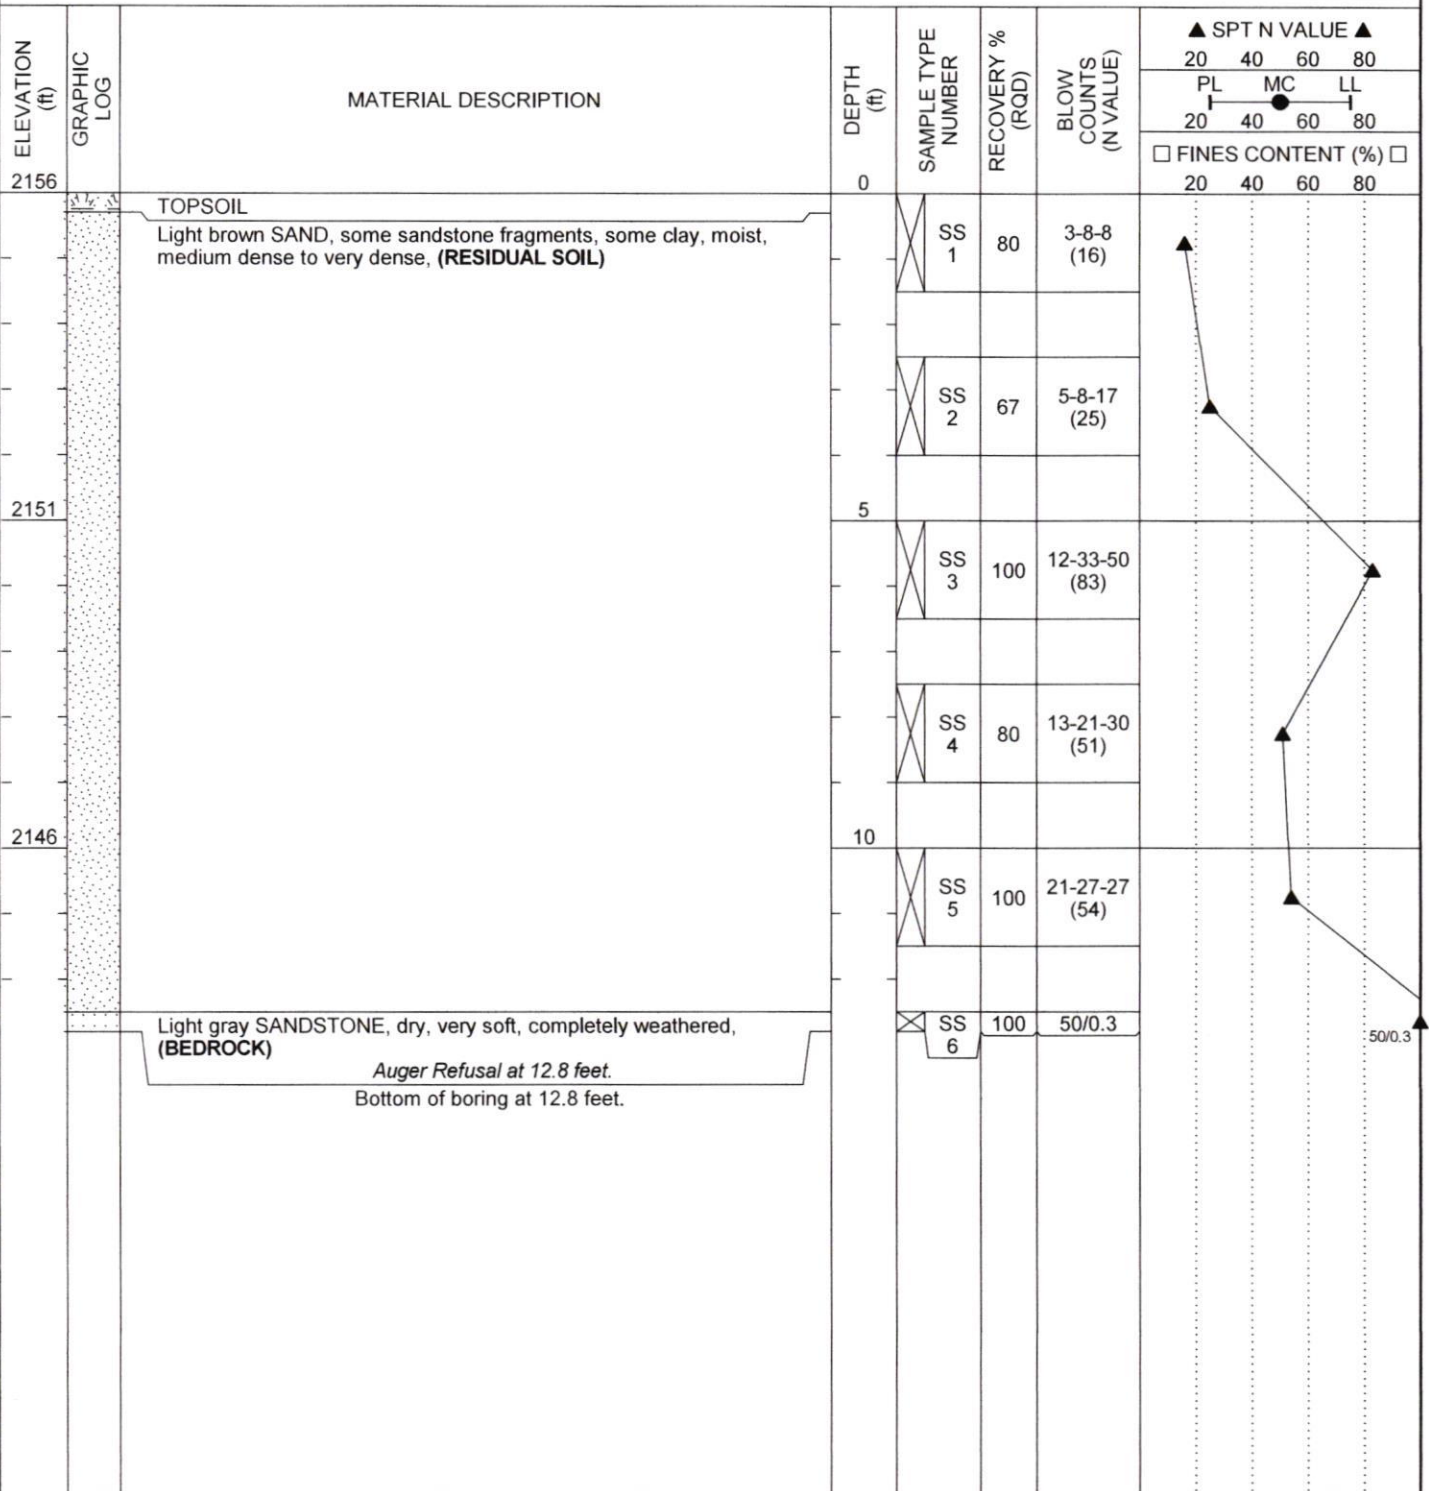 ELEVATION
(ft)
GRAPHIC
LOG
MATERIAL DESCRIPTION
DEPTH
(ft)
SAMPLE TYPE
NUMBER
RECOVERY %
(RQD)
BLOW
COUNTS
(N VALUE)
▲ SPT N VALUE ▲
20 40 60 80
PL MC LL
20 40 60 80
□ FINES CONTENT (%) □
20 40 60 80
2156
0
TOPSOIL
Light brown SAND, some sandstone fragments, some clay, moist,
medium dense to very dense, (RESIDUAL SOIL)
SS
1
80
3-8-8
(16)
SS
2
67
5-8-17
(25)
2151
5
SS
3
100
12-33-50
(83)
SS
4
80
13-21-30
(51)
2146
10
SS
5
100
21-27-27
(54)
Light gray SANDSTONE, dry, very soft, completely weathered,
(BEDROCK)
SS
6
100
50/0.3
50/0.3
Auger Refusal at 12.8 feet.
Bottom of boring at 12.8 feet.